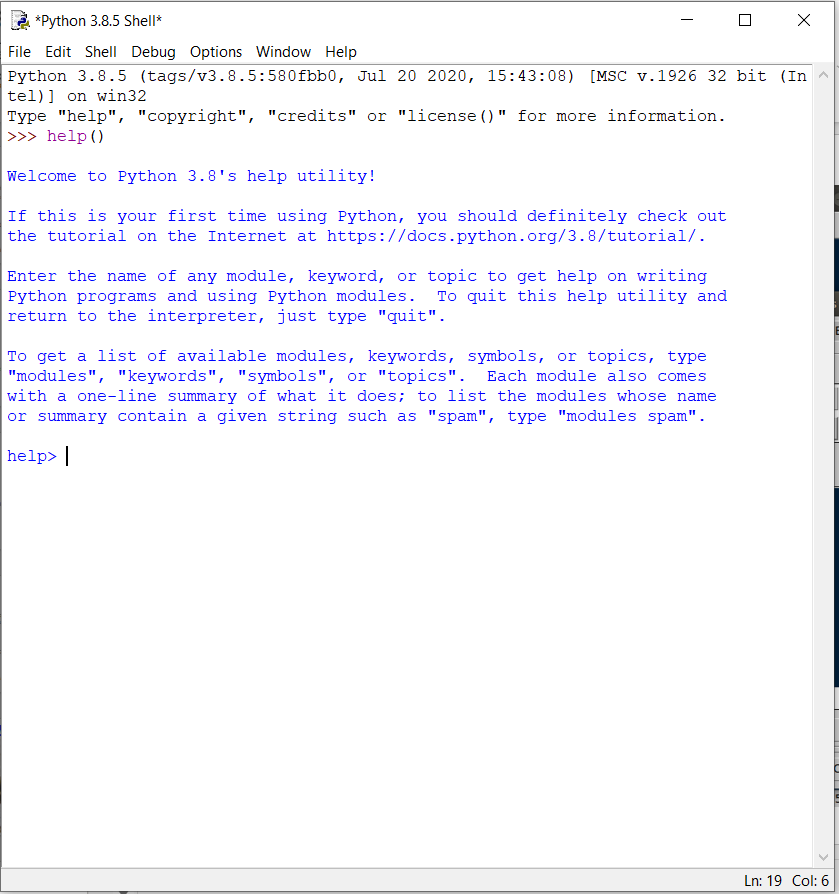 *Python 3.8.5 Shell*
File Edit Shell Debug Options Window Help
Python 3.8.5 (tags/v3.8.5:580fbb0, Jul 20 2020, 15:43:08) [MSC v.1926 32 bit (In
tel)] on win32
Type "help", "copyright", "credits" or "license()" for more information.
>>> help()
Welcome to Python 3.8's help utility!
If this is your first time using Python, you should definitely check out
the tutorial on the Internet at https://docs.python.org/3.8/tutorial/.
Enter the name of any module, keyword, or topic to get help on writing
Python programs and using Python modules.  To quit this help utility and
return to the interpreter, just type "quit".
To get a list of available modules, keywords, symbols, or topics, type
"modules", "keywords", "symbols", or "topics".  Each module also comes
with a one-line summary of what it does; to list the modules whose name
or summary contain a given string such as "spam", type "modules spam".
help>
Ln: 19 Col: 6